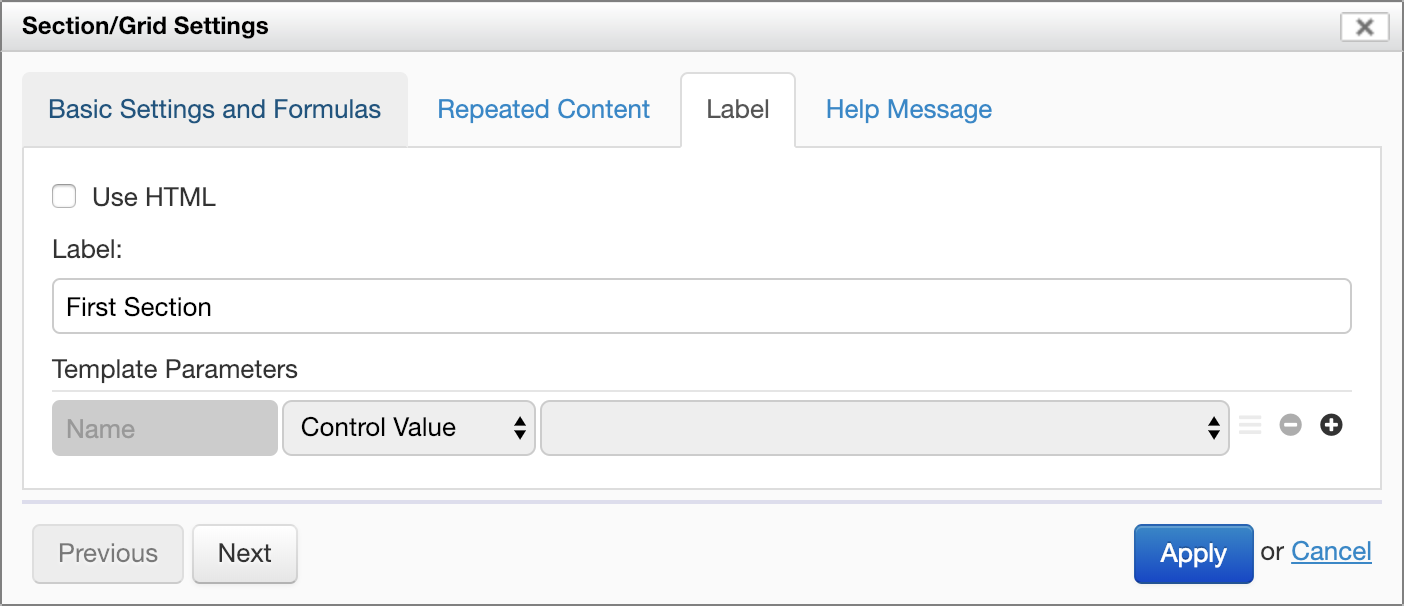 Section/Grid Settings
Basic Settings and Formulas Repeated Content Label Help Message
Use HTML
Label:
First Section
Template Parameters
Name Control Value
Previous Next Apply or Cancel